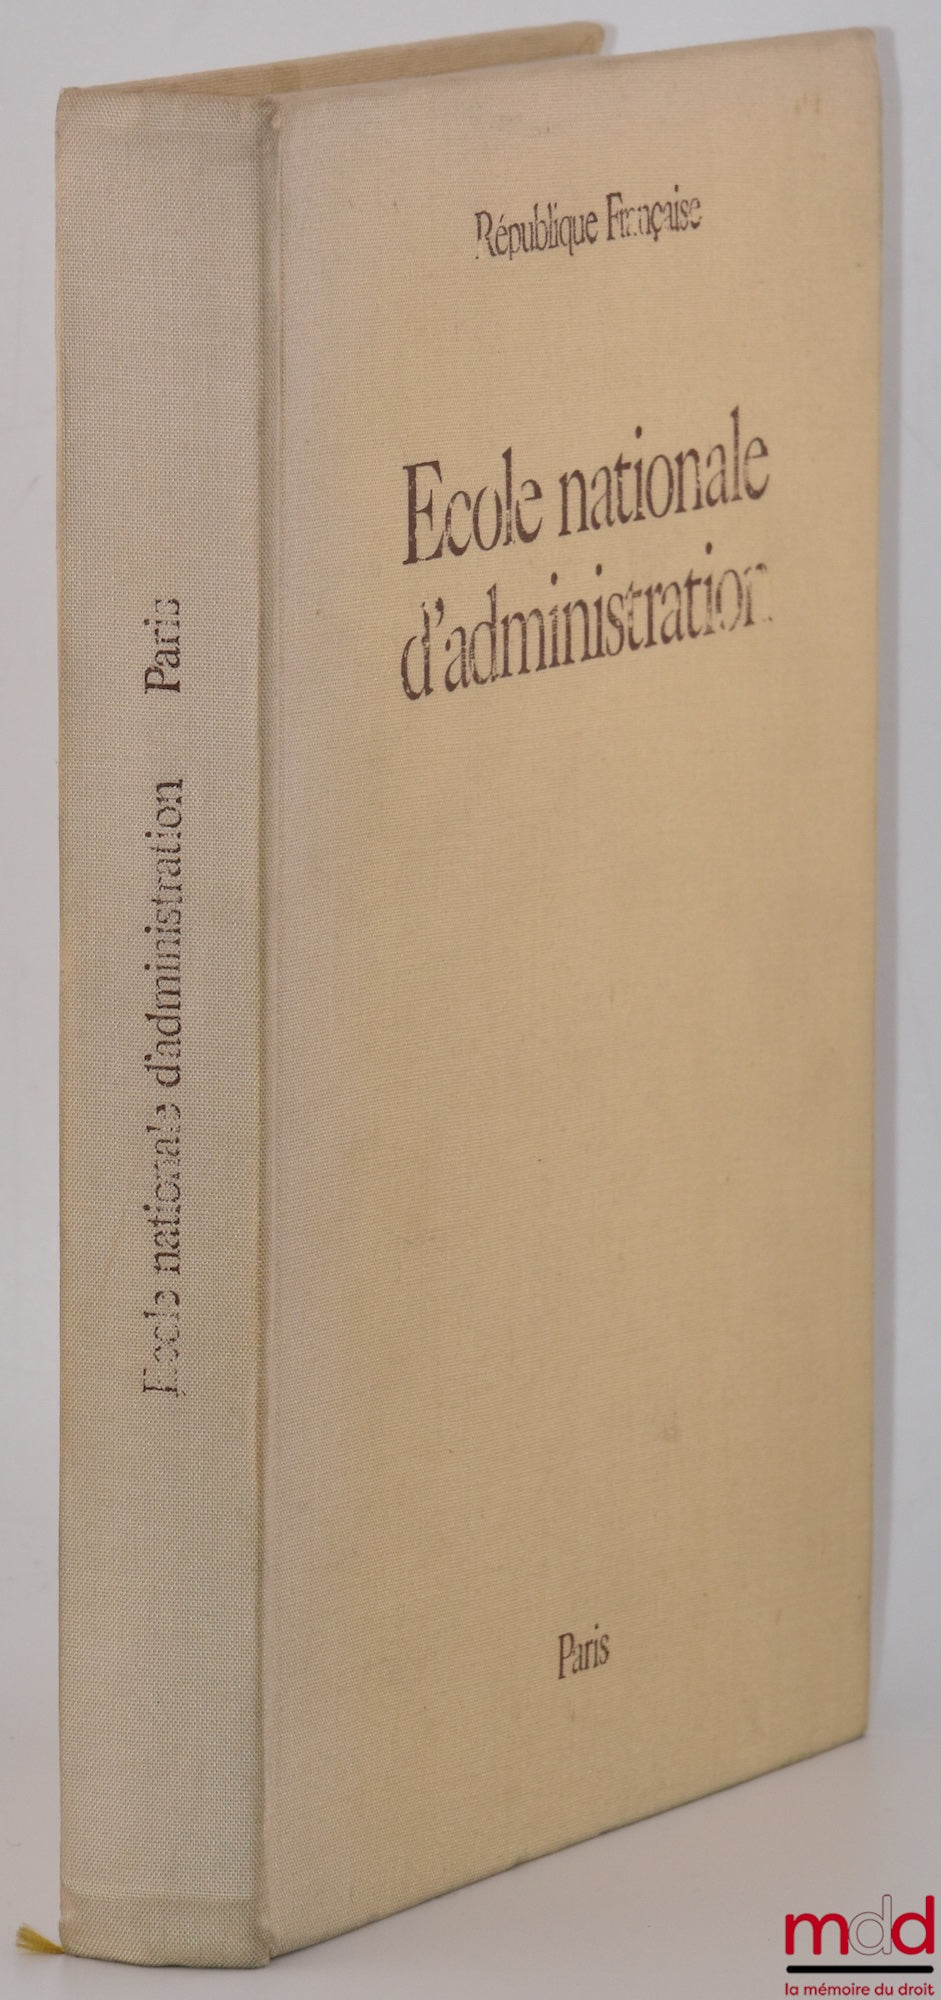 République Française
Ecole nationale
d'administration
Paris
Ecole nationale d'administration Paris
mdd
la mémoire du droit